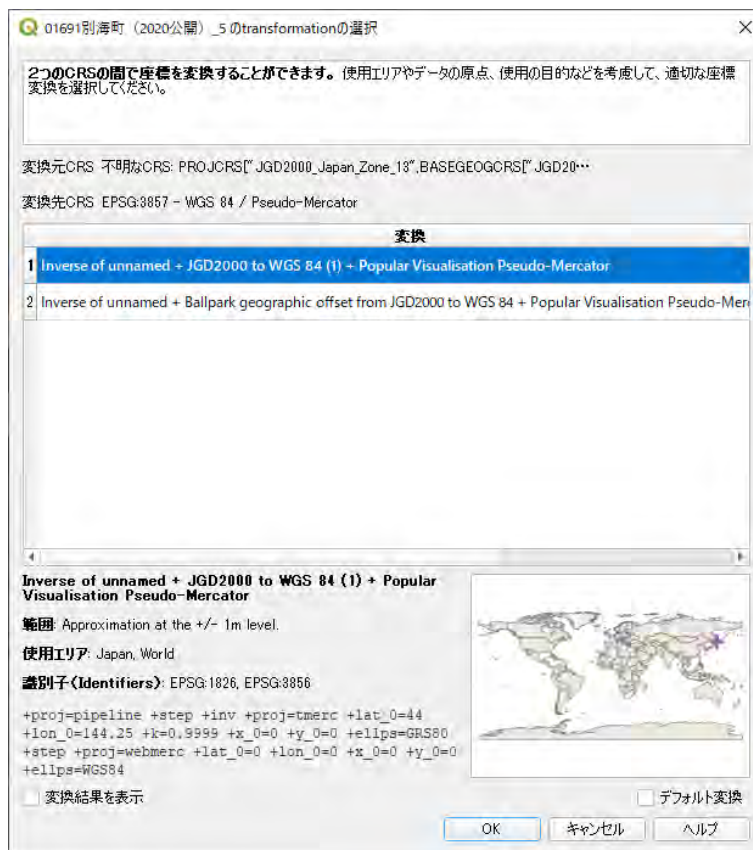 01691別海町（2020公開）_5 のtransformationの選択
2つのCRSの間で座標を変換することができます。使用エリアやデータの原点、使用の目的などを考慮して、適切な座標
変換を選択してください。
変換元CRS 不明なCRS: PROJCRS["JGD2000_Japan_Zone_13",BASEGEOGCRS["JGD20…
変換先CRS EPSG:3857 - WGS 84 / Pseudo-Mercator
変換
1 Inverse of unnamed + JGD2000 to WGS 84 (1) + Popular Visualisation Pseudo-Mercator
2 Inverse of unnamed + Ballpark geographic offset from JGD2000 to WGS 84 + Popular Visualisation Pseudo-Mer
Inverse of unnamed + JGD2000 to WGS 84 (1) + Popular
Visualisation Pseudo-Mercator
範囲: Approximation at the +/- 1m level.
使用エリア: Japan, World
識別子(Identifiers): EPSG:1826, EPSG:3856
+proj=pipeline +step +inv +proj=tmerc +lat_0=44
+lon_0=144.25 +k=0.9999 +x_0=0 +y_0=0 +ellps=GRS80
+step +proj=webmerc +lat_0=0 +lon_0=0 +x_0=0 +y_0=0
+ellps=WGS84
変換結果を表示
デフォルト変換
OK
キャンセル
ヘルプ